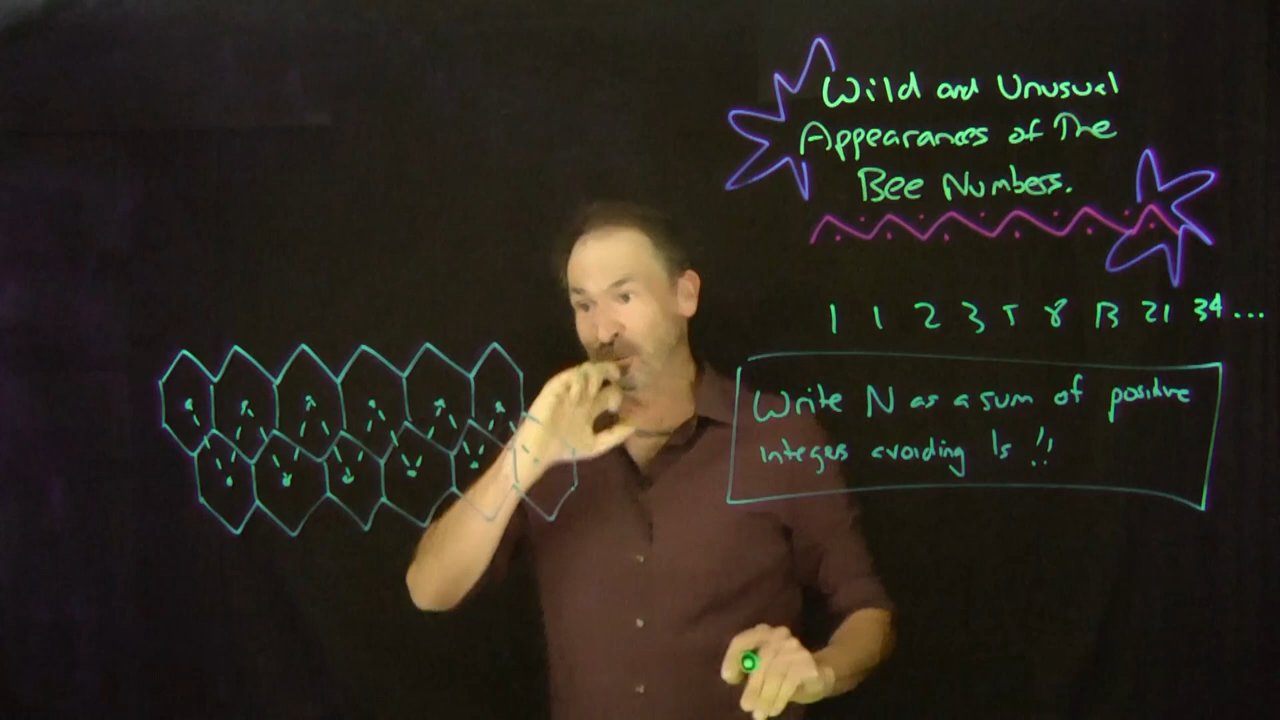 Wild and Unusual
Appearances of The
Bee Numbers.
1 1 2 3 5 8 13 21 34...
Write N as a sum of positive
integers avoiding 1s !!